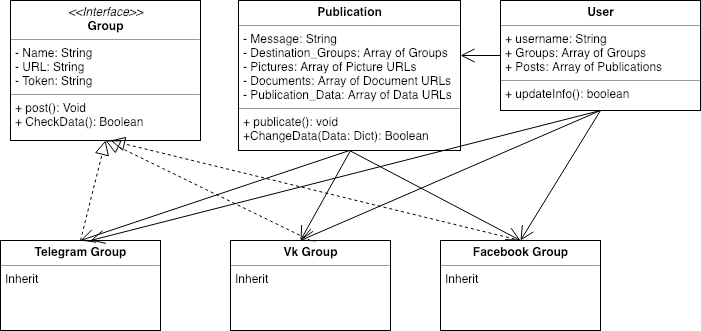 <<Interface>>
Group
- Name: String
- URL: String
- Token: String
+ post(): Void
+ CheckData(): Boolean
Publication
- Message: String
- Destination_Groups: Array of Groups
- Pictures: Array of Picture URLs
- Documents: Array of Document URLs
- Publication_Data: Array of Data URLs
+ publicate(): void
+ChangeData(Data: Dict): Boolean
User
+ username: String
+ Groups: Array of Groups
+ Posts: Array of Publications
+ updateInfo(): boolean
Telegram Group
Inherit
Vk Group
Inherit
Facebook Group
Inherit